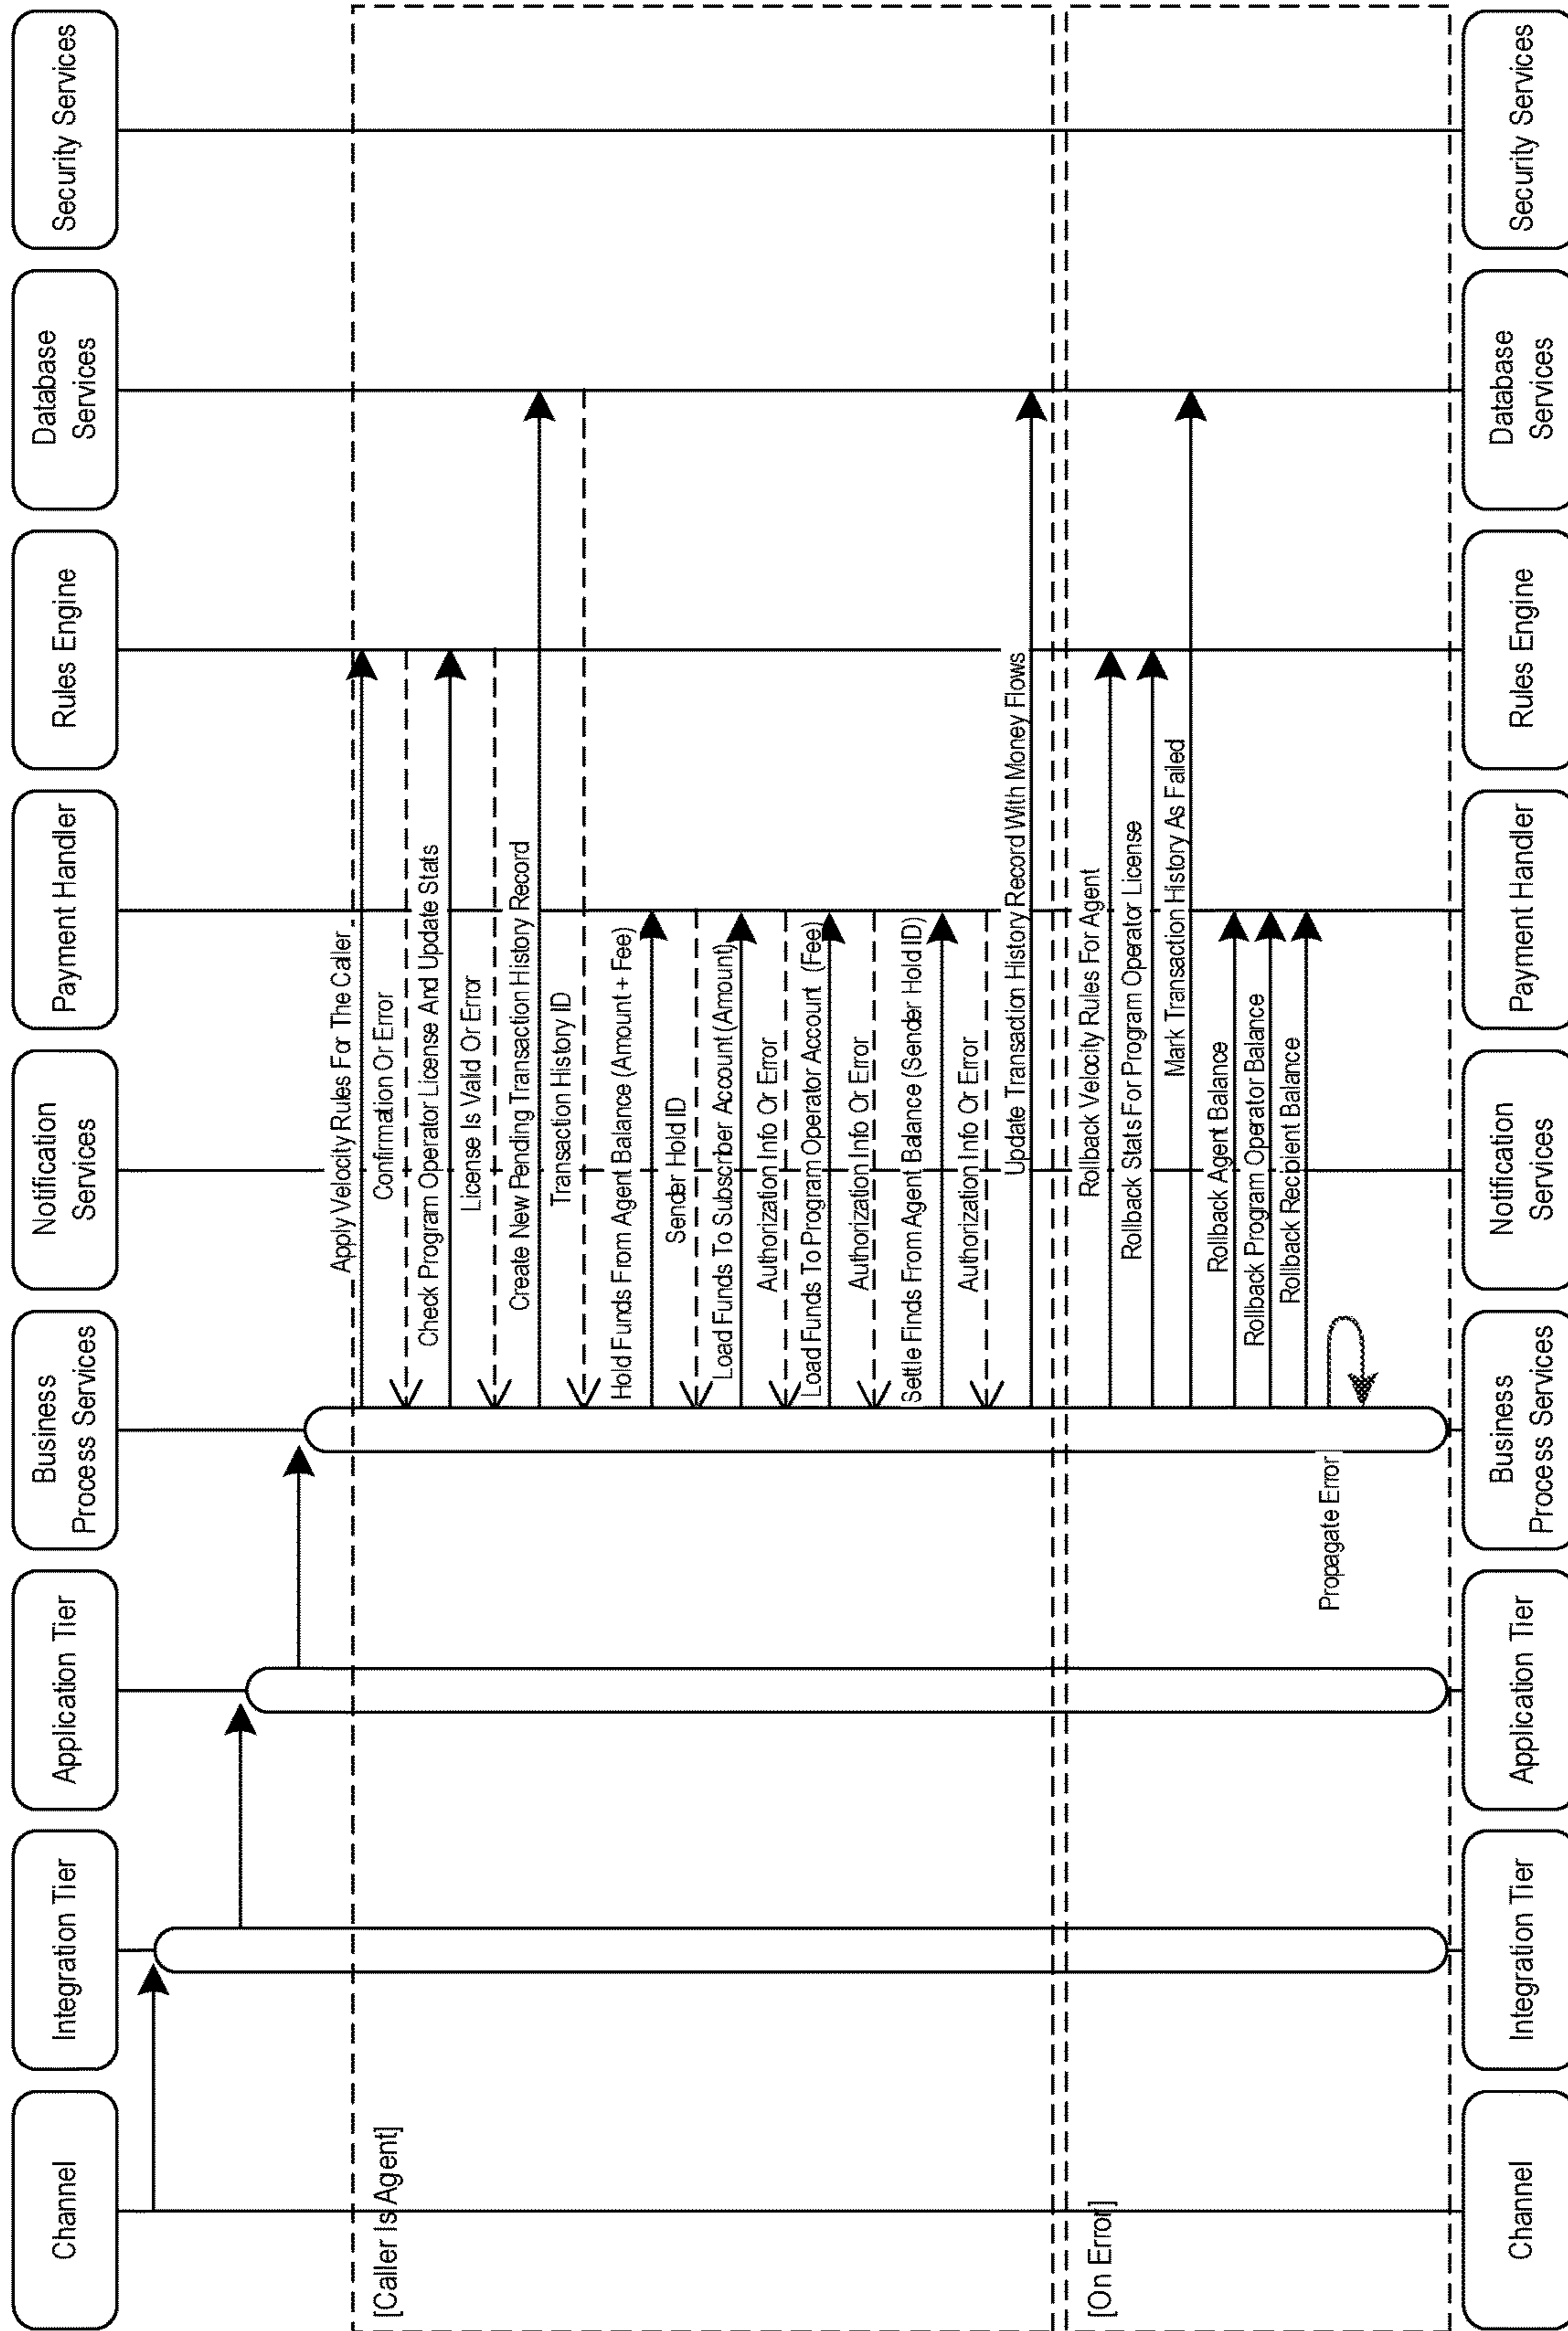 Channel
Integration Tier
Application Tier
Business
Process Services
Notification
Services
Payment Handler
Rules Engine
Database
Services
Security Services
[Caller Is Agent]
Apply Velocity Rules For The Caller
Confirmation Or Error
Check Program Operator License And Update Stats
License Is Valid Or Error
Create New Pending Transaction History Record
Transaction History ID
Hold Funds From Agent Balance (Amount + Fee)
Sender Hold ID
Load Funds To Subscriber Account (Amount)
Authorization Info Or Error
Load Funds To Program Operator Account (Fee)
Authorization Info Or Error
Settle Finds From Agent Balance (Sender Hold ID)
Authorization Info Or Error
Update Transaction History Record With Money Flows
[On Error]
Rollback Velocity Rules For Agent
Rollback Stats For Program Operator License
Mark Transaction History As Failed
Rollback Agent Balance
Rollback Program Operator Balance
Rollback Recipient Balance
Propagate Error
Channel
Integration Tier
Application Tier
Business
Process Services
Notification
Services
Payment Handler
Rules Engine
Database
Services
Security Services